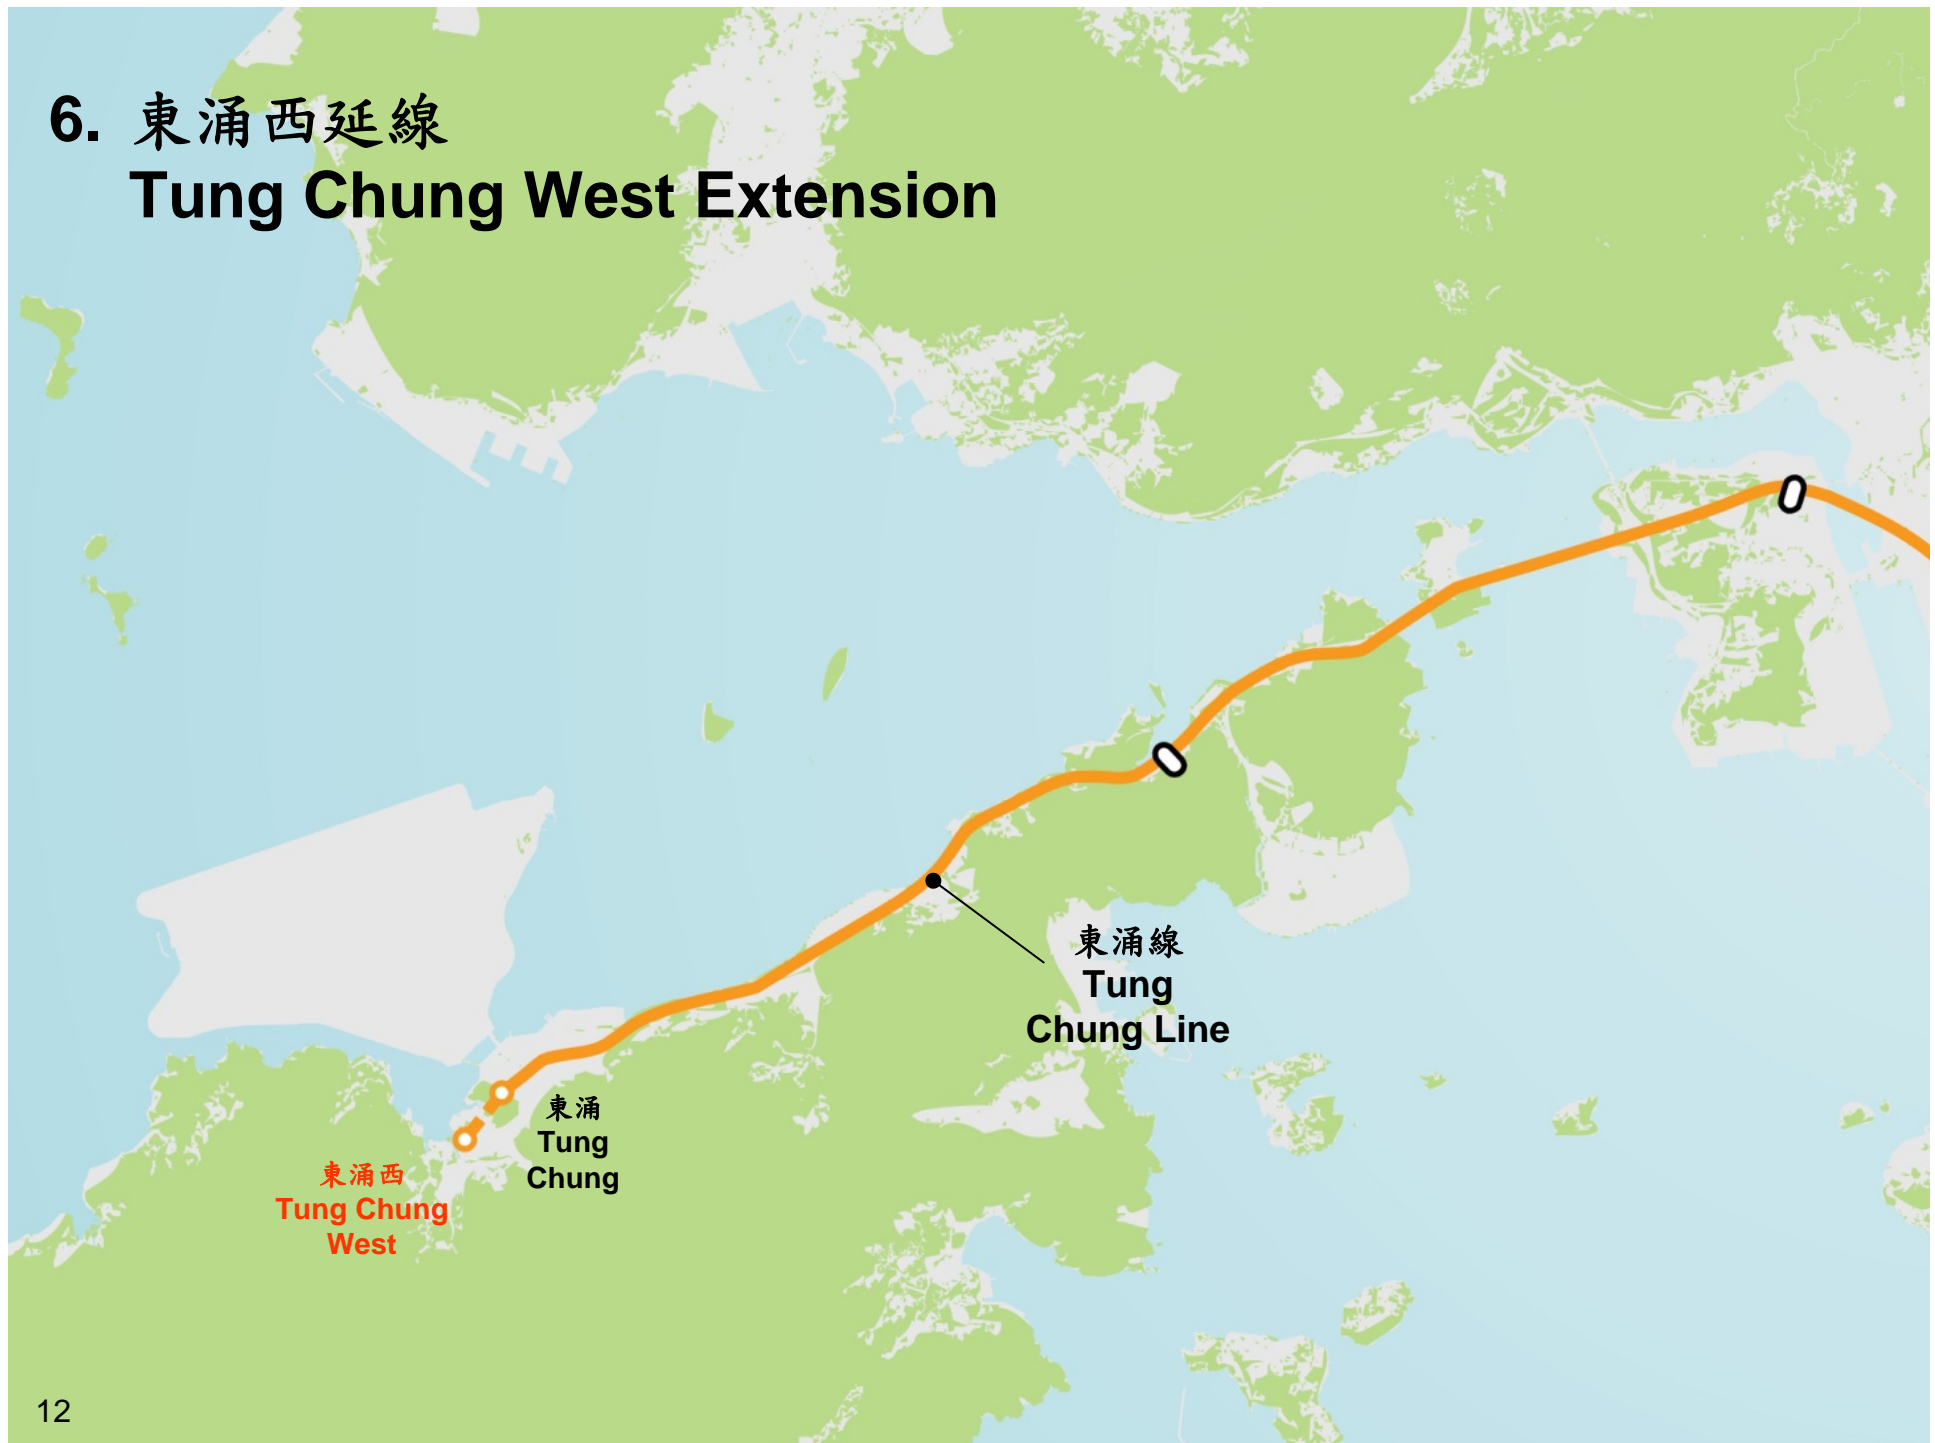 6. 東涌西延線
Tung Chung West Extension
東涌線
Tung
Chung Line
東涌
Tung
Chung
東涌西
Tung Chung
West
12